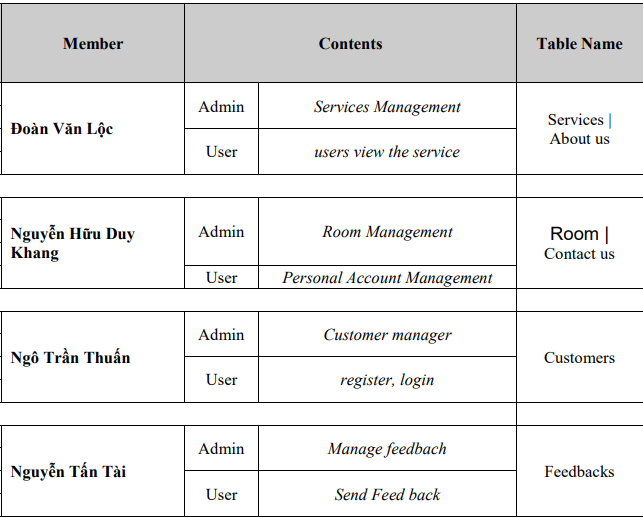 Member Contents Table Name
Đoàn Văn Lộc
Admin Services Management
User users view the service
Services |
About us
Nguyễn Hữu Duy
Khang
Admin Room Management
User Personal Account Management
Room |
Contact us
Ngô Trần Thuấn
Admin Customer manager
User register, login
Customers
Nguyễn Tấn Tài
Admin Manage feedbach
User Send Feed back
Feedbacks